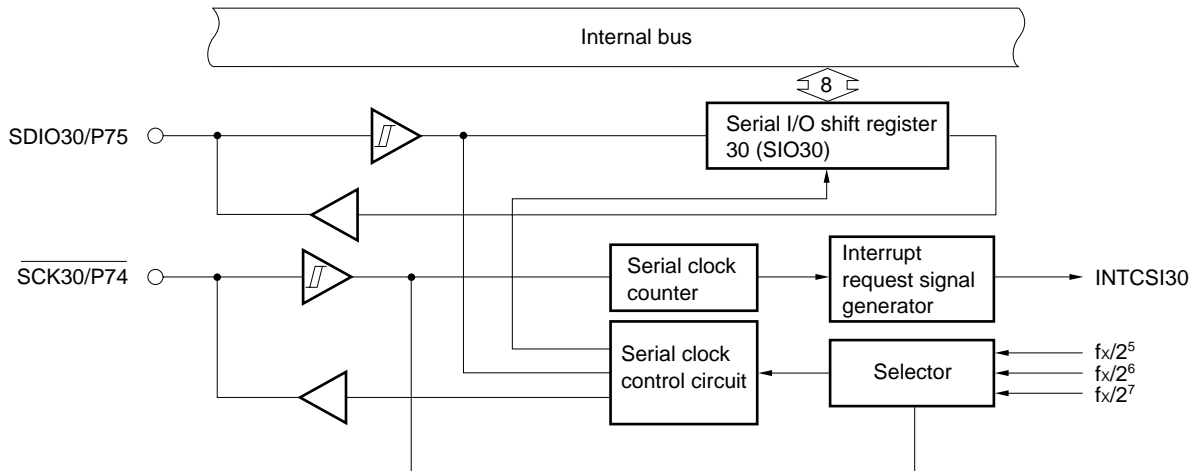 Internal bus
8
SDIO30/P75
Serial I/O shift register
30 (SIO30)
SCK30/P74
Serial clock
counter
Interrupt
request signal
generator
INTCSI30
Serial clock
control circuit
Selector
fX/2⁵
fX/2⁶
fX/2⁷